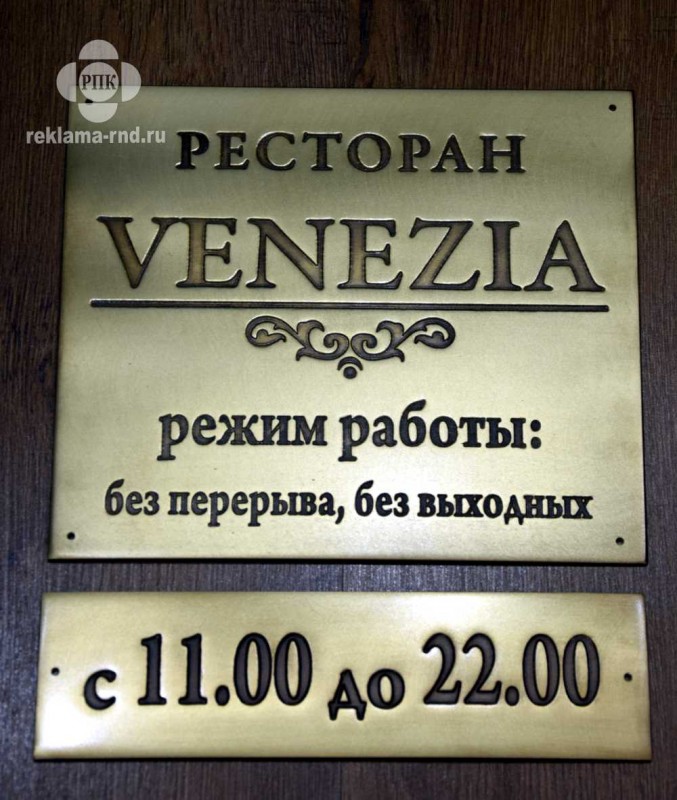 РПК
reklama-rnd.ru
РЕСТОРАН
VENEZIA
режим работы:
без перерыва, без выходных
с 11.00 до 22.00